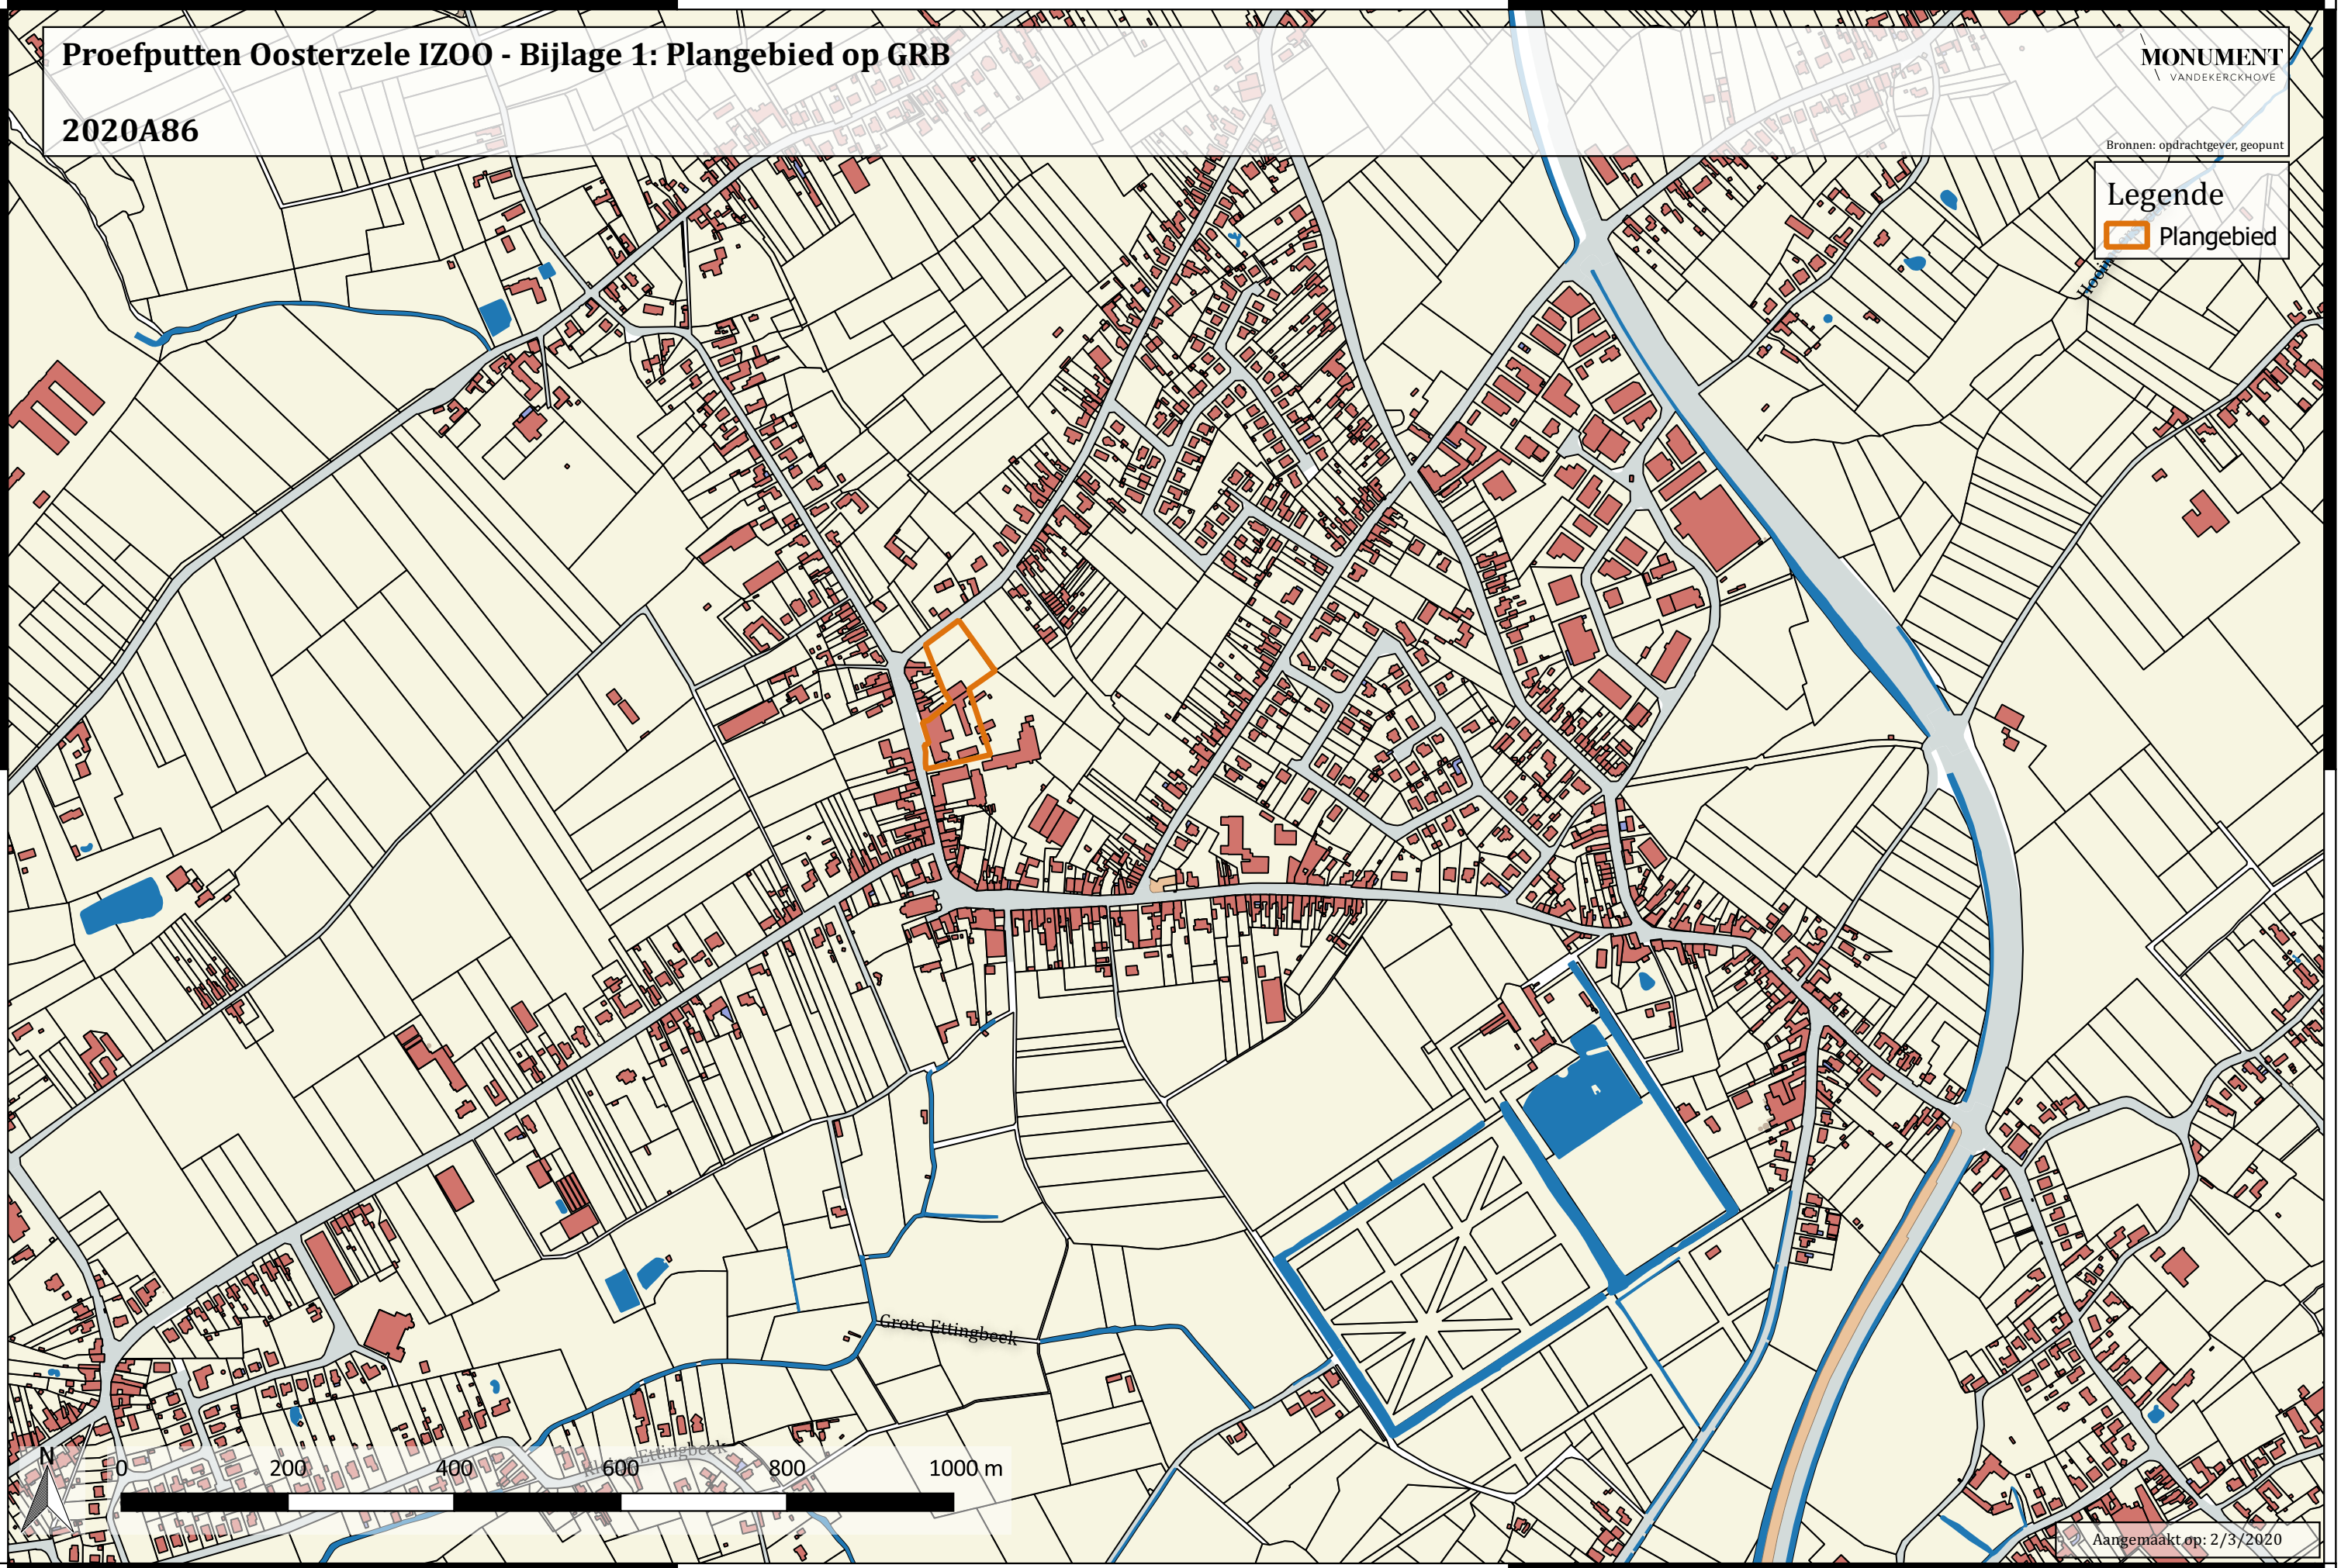 Proefputten Oosterzele IZOO - Bijlage 1: Plangebied op GRB
2020A86
MONUMENT
VANDEKERCKHOVE
Bronnen: opdrachtgever, geopunt
Legende
Plangebied
Grote Ettingbeek
Ettingbeek
N
0 200 400 600 800 1000 m
Aangemaakt op: 2/3/2020